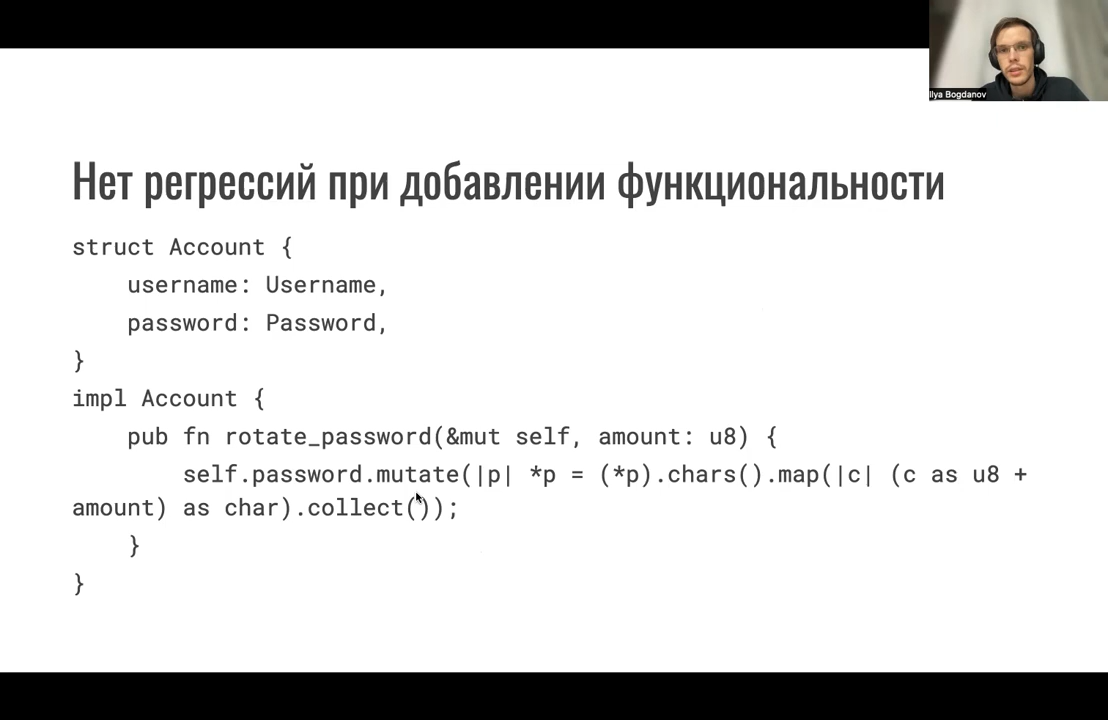 Ilya Bogdanov
Нет регрессий при добавлении функциональности
struct Account {
    username: Username,
    password: Password,
}
impl Account {
    pub fn rotate_password(&mut self, amount: u8) {
        self.password.mutate(|p| *p = (*p).chars().map(|c| (c as u8 +
amount) as char).collect());
    }
}